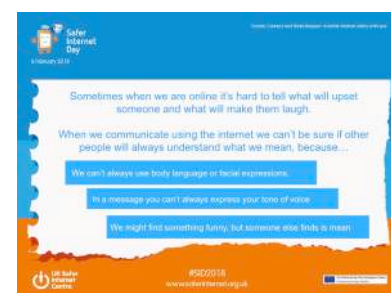 Safer
Internet
Day
6 February 2018
Sometimes when we are online it's hard to tell what will upset
someone and what will make them laugh.
When we communicate using the internet we can't be sure if other
people will always understand what we mean, because…
We can't always use body language or facial expressions.
In a message you can't always express your tone of voice
We might find something funny, but someone else finds is mean
UK Safer
Internet
Centre
#SID2018
www.saferinternet.org.uk